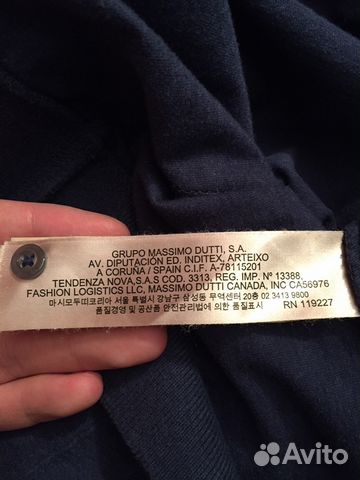 GRUPO MASSIMO DUTTI, S.A.
AV. DIPUTACIÓN ED. INDITEX, ARTEIXO
A CORUÑA / SPAIN C.I.F. A-78115201
TENDENZA NOVA,S.AS COD. 3313, REG. IMP. Nº 13388,
FASHION LOGISTICS LLC, MASSIMO DUTTI CANADA, INC CA56976
마시모두띠코리아 서울 특별시 강남구 삼성동 무역센터 20층 02 3413 9800
품질경영 및 공산품 안전관리법에 의한 품질표시 RN 119227
Avito